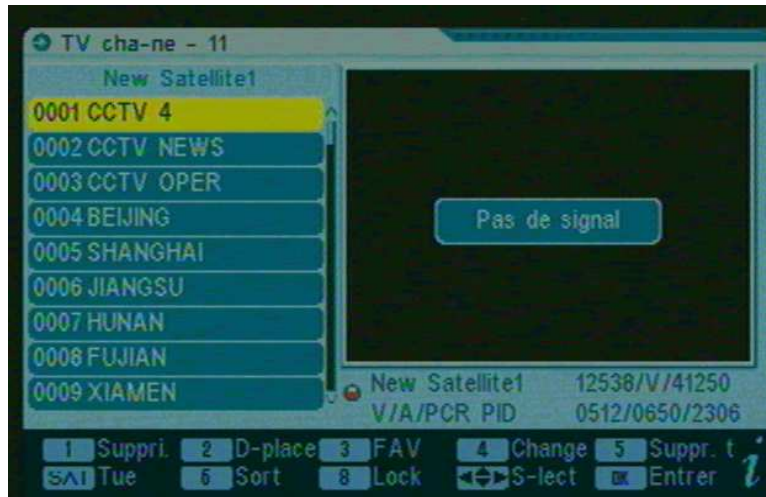 TV cha-ne - 11
New Satellite1
0001 CCTV 4
0002 CCTV NEWS
0003 CCTV OPER
0004 BEIJING
0005 SHANGHAI
0006 JIANGSU
0007 HUNAN
0008 FUJIAN
0009 XIAMEN
Pas de signal
New Satellite1 12538/V/41250
V/A/PCR PID 0512/0650/2306
1 Suppri. 2 D-place 3 FAV 4 Change 5 Suppr. t
SAT Tue 6 Sort 8 Lock S-lect OK Entrer i